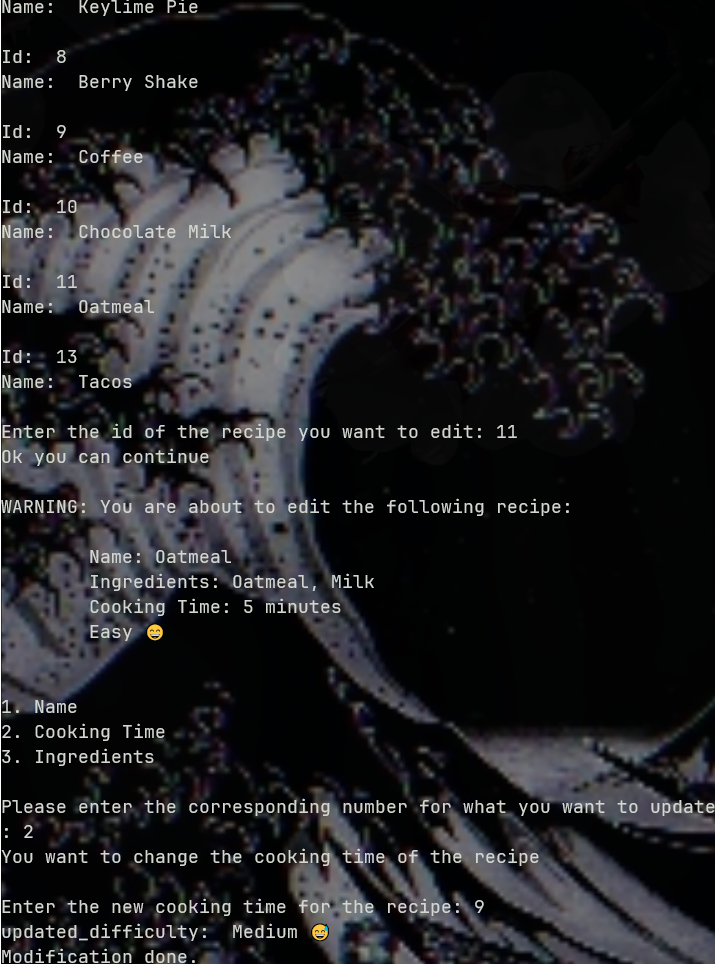 Name:  Keylime Pie
Id:  8
Name:  Berry Shake
Id:  9
Name:  Coffee
Id:  10
Name:  Chocolate Milk
Id:  11
Name:  Oatmeal
Id:  13
Name:  Tacos
Enter the id of the recipe you want to edit: 11
Ok you can continue
WARNING: You are about to edit the following recipe:
Name: Oatmeal
Ingredients: Oatmeal, Milk
Cooking Time: 5 minutes
Easy 😄
1. Name
2. Cooking Time
3. Ingredients
Please enter the corresponding number for what you want to update
: 2
You want to change the cooking time of the recipe
Enter the new cooking time for the recipe: 9
updated_difficulty:  Medium 😅
Modification done.